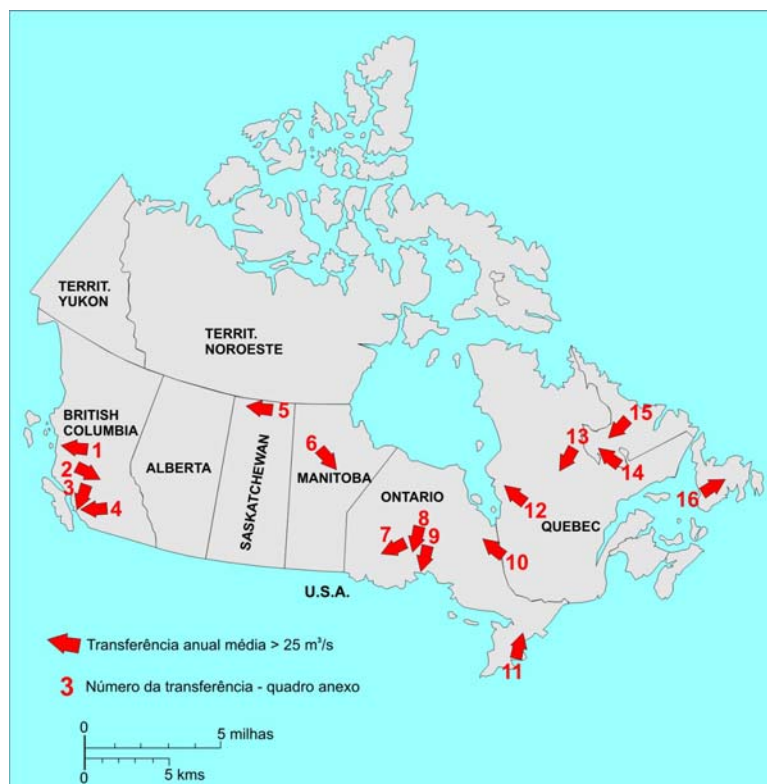 TERRIT.
YUKON
TERRIT.
NOROESTE
BRITISH
COLUMBIA
ALBERTA
SASKATCHEWAN
MANITOBA
ONTARIO
QUEBEC
U.S.A.
1
2
3
4
5
6
7
8
9
10
11
12
13
14
15
16
Transferência anual média > 25 m³/s
3 Número da transferência - quadro anexo
0 5 milhas
0 5 kms